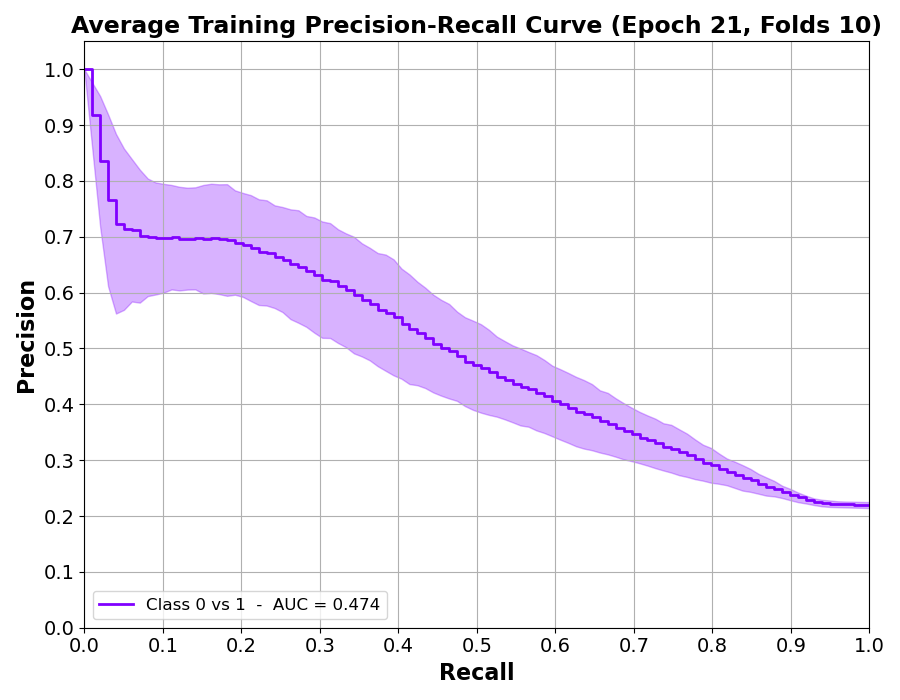 Average Training Precision-Recall Curve (Epoch 21, Folds 10)
1.0
0.9
0.8
0.7
0.6
0.5
0.4
0.3
0.2
0.1
0.0
Precision
Class 0 vs 1 - AUC = 0.474
0.0 0.1 0.2 0.3 0.4 0.5 0.6 0.7 0.8 0.9 1.0
Recall